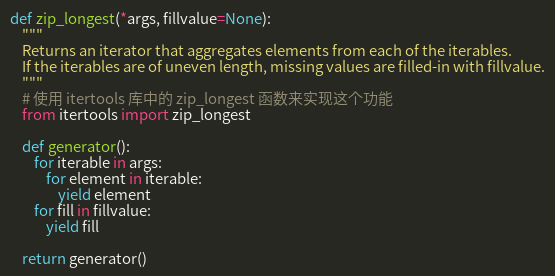 def zip_longest(*args, fillvalue=None):
"""
Returns an iterator that aggregates elements from each of the iterables.
If the iterables are of uneven length, missing values are filled-in with fillvalue.
"""
# 使用 itertools 库中的 zip_longest 函数来实现这个功能
from itertools import zip_longest
def generator():
for iterable in args:
for element in iterable:
yield element
for fill in fillvalue:
yield fill
return generator()